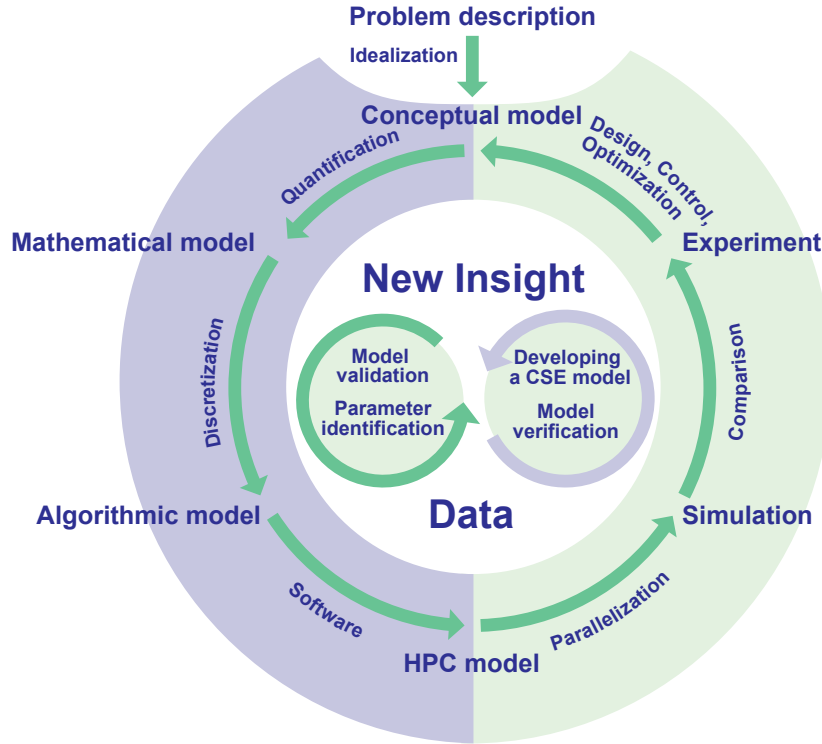 Problem description
Idealization
Conceptual model
Quantification
Design, Control,
Optimization
Mathematical model
Experiment
New Insight
Model
validation
Parameter
identification
Developing
a CSE model
Model
verification
Discretization
Comparison
Data
Algorithmic model
Simulation
Software
Parallelization
HPC model